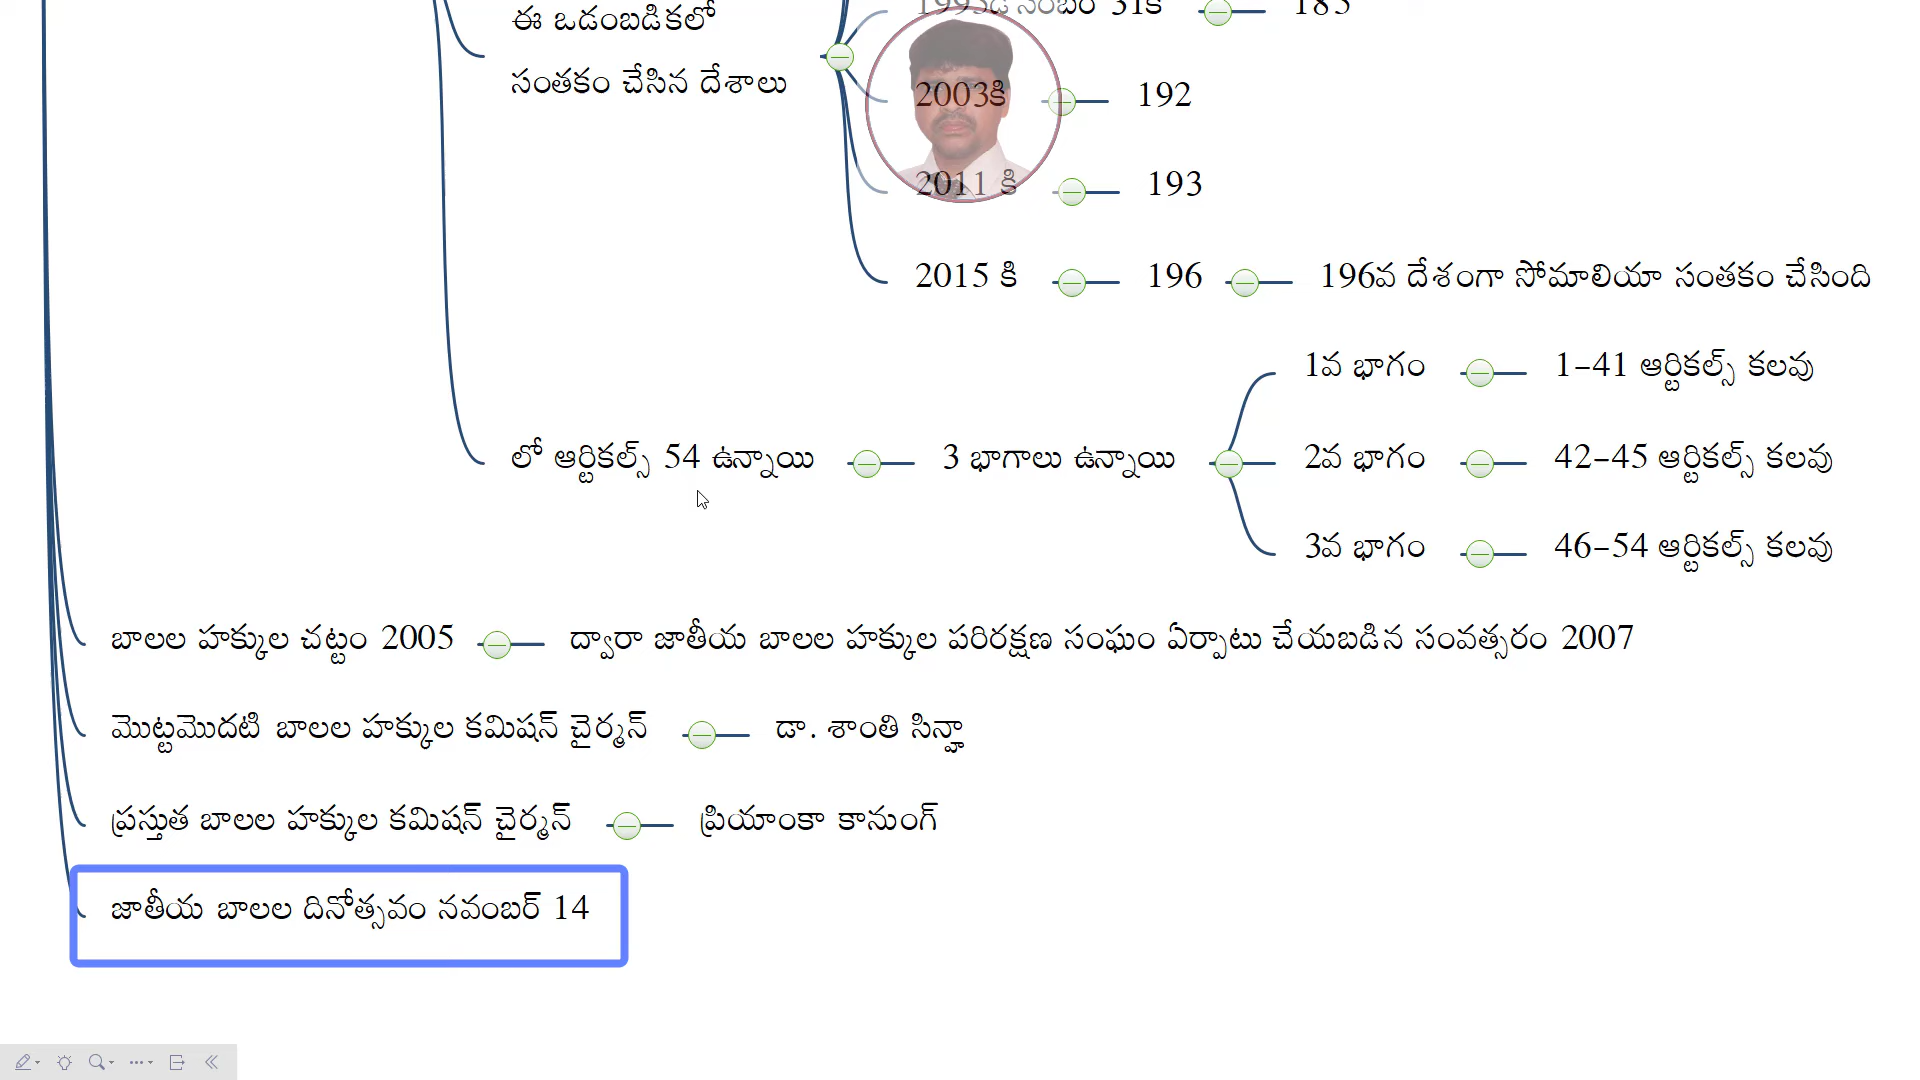 ఈ ఒడంబడికలో
సంతకం చేసిన దేశాలు
31కి 185
2003కి 192
2011 కి 193
2015 కి 196 196వ దేశంగా సోమాలియా సంతకం చేసింది
1వ భాగం 1-41 ఆర్టికల్స్ కలవు
లో ఆర్టికల్స్ 54 ఉన్నాయి 3 భాగాలు ఉన్నాయి 2వ భాగం 42-45 ఆర్టికల్స్ కలవు
3వ భాగం 46-54 ఆర్టికల్స్ కలవు
బాలల హక్కుల చట్టం 2005 ద్వారా జాతీయ బాలల హక్కుల పరిరక్షణ సంఘం ఏర్పాటు చేయబడిన సంవత్సరం 2007
మొట్టమొదటి బాలల హక్కుల కమిషన్ చైర్మన్ డా. శాంతి సిన్హా
ప్రస్తుత బాలల హక్కుల కమిషన్ చైర్మన్ ప్రియాంకా కానుంగ్
జాతీయ బాలల దినోత్సవం నవంబర్ 14